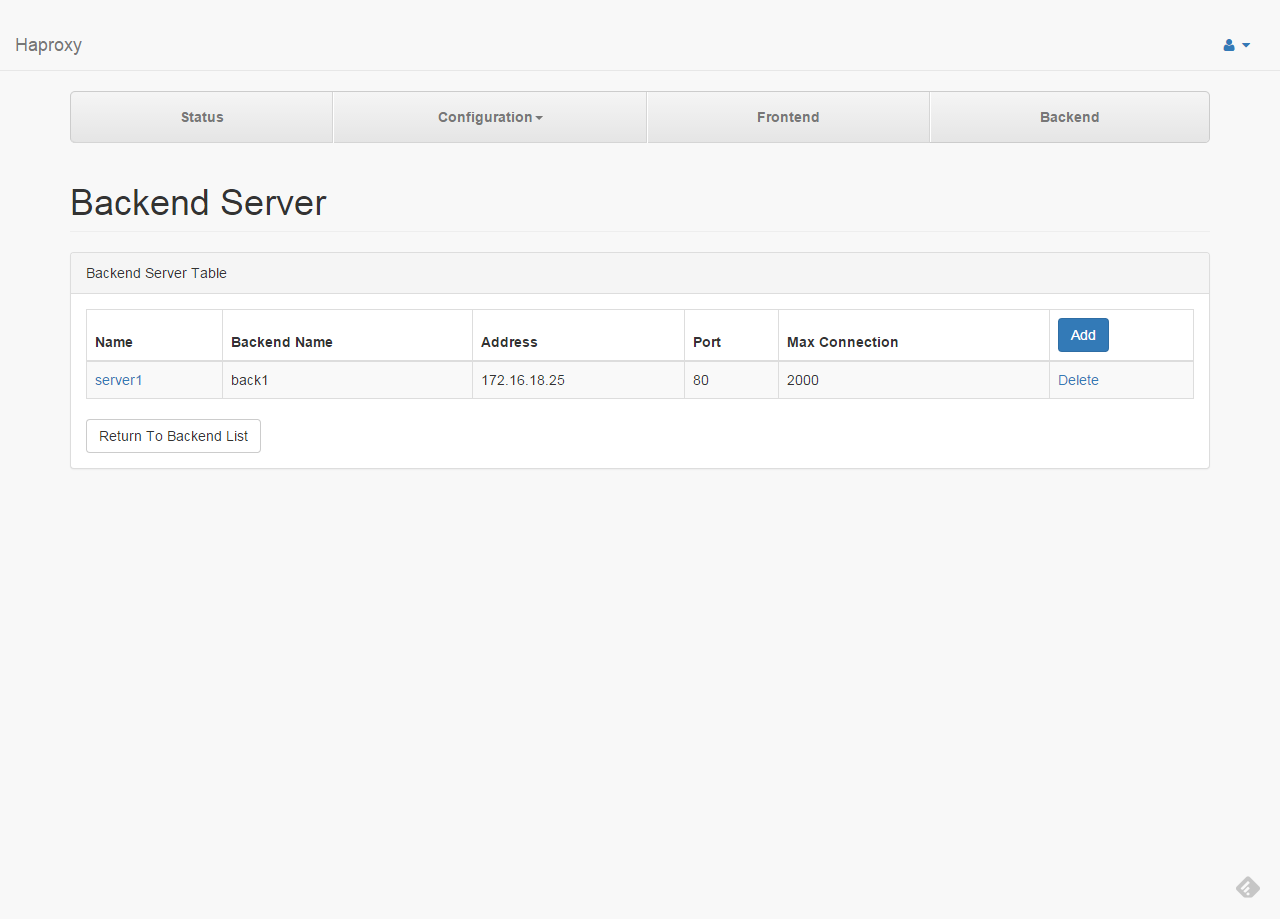 Haproxy
Status Configuration Frontend Backend
Backend Server
Backend Server Table
Name Backend Name Address Port Max Connection Add
server1 back1 172.16.18.25 80 2000 Delete
Return To Backend List